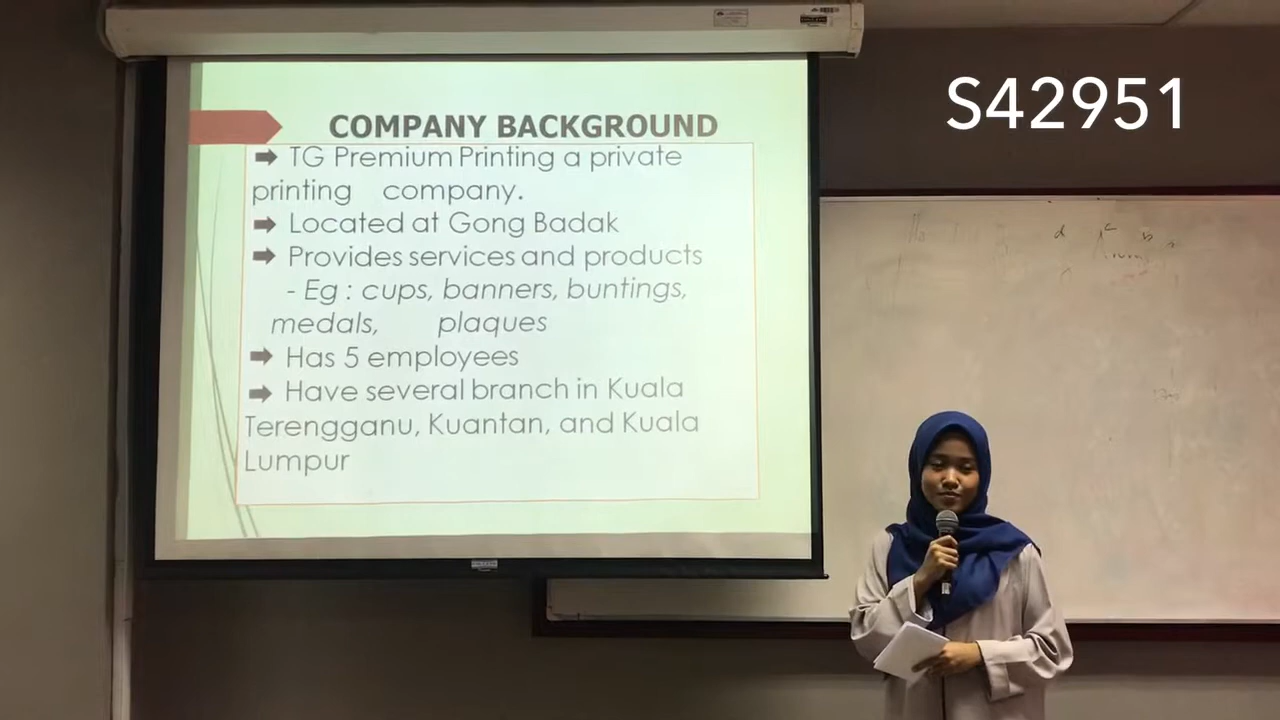 S42951
COMPANY BACKGROUND
TG Premium Printing a private
printing company.
Located at Gong Badak
Provides services and products
- Eg : cups, banners, buntings,
medals, plaques
Has 5 employees
Have several branch in Kuala
Terengganu, Kuantan, and Kuala
Lumpur